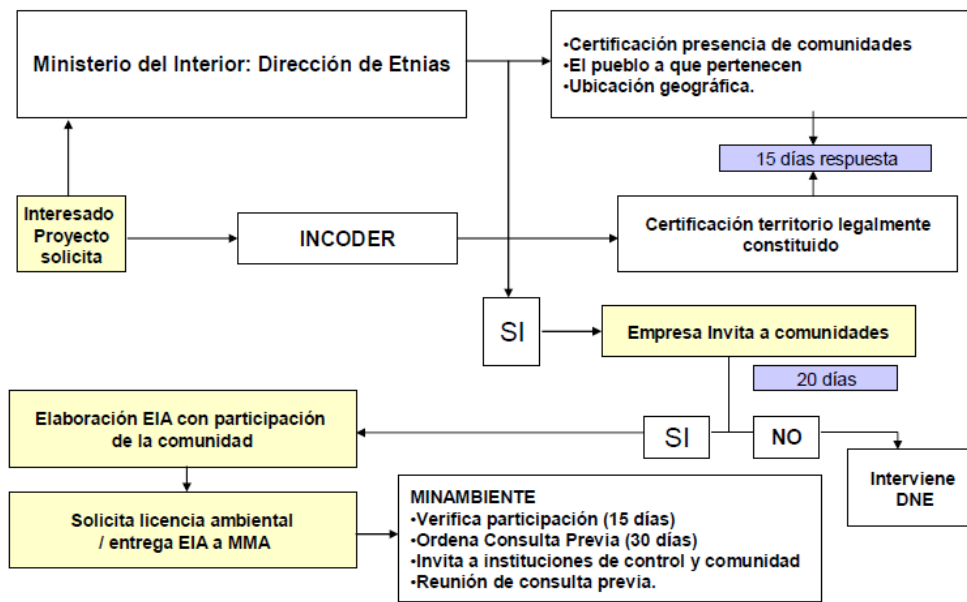 Ministerio del Interior: Dirección de Etnias
•Certificación presencia de comunidades
•El pueblo a que pertenecen
•Ubicación geográfica.
15 días respuesta
Interesado
Proyecto
solicita
INCODER
Certificación territorio legalmente
constituido
SI
Empresa Invita a comunidades
20 días
Elaboración EIA con participación
de la comunidad
SI
NO
Interviene
DNE
Solicita licencia ambiental
/ entrega EIA a MMA
MINAMBIENTE
•Verifica participación (15 días)
•Ordena Consulta Previa (30 días)
•Invita a instituciones de control y comunidad
•Reunión de consulta previa.